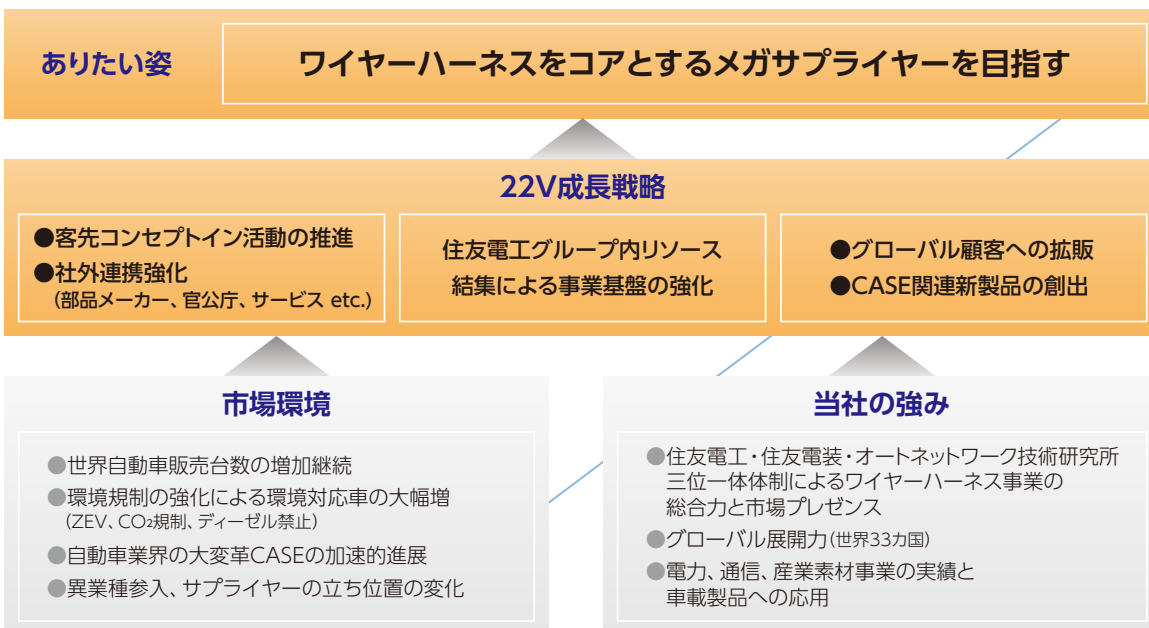 ありたい姿
ワイヤーハーネスをコアとするメガサプライヤーを目指す
22V成長戦略
●客先コンセプトイン活動の推進
●社外連携強化
(部品メーカー、官公庁、サービス etc.)
住友電工グループ内リソース
結集による事業基盤の強化
●グローバル顧客への拡販
●CASE関連新製品の創出
市場環境
●世界自動車販売台数の増加継続
●環境規制の強化による環境対応車の大幅増
(ZEV、CO₂規制、ディーゼル禁止)
●自動車業界の大変革CASEの加速的進展
●異業種参入、サプライヤーの立ち位置の変化
当社の強み
●住友電工・住友電装・オートネットワーク技術研究所
三位一体体制によるワイヤーハーネス事業の
総合力と市場プレゼンス
●グローバル展開力(世界33カ国)
●電力、通信、産業素材事業の実績と
車載製品への応用